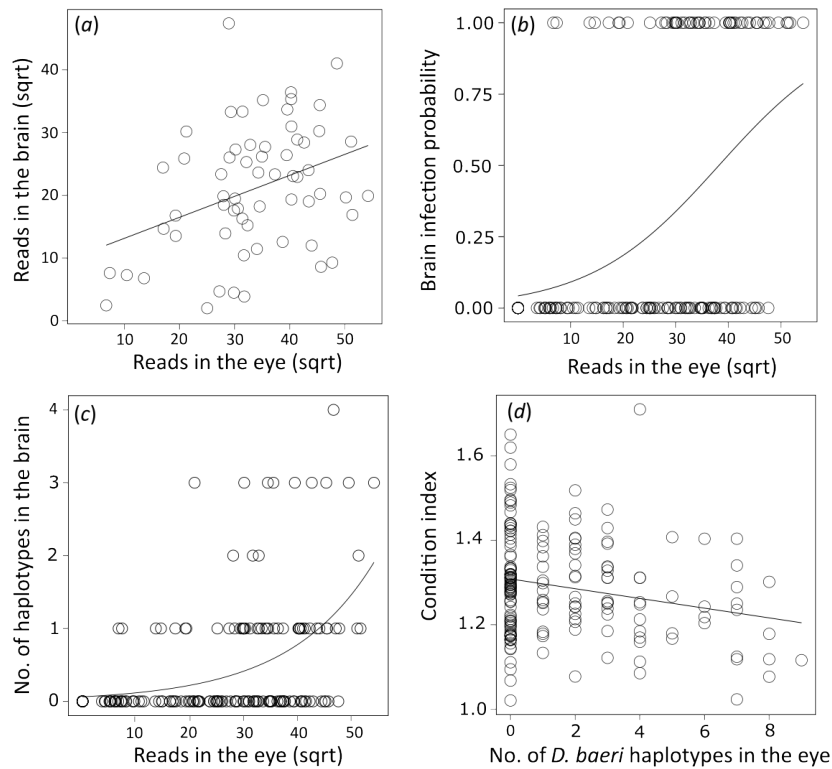 (a)
Reads in the brain (sqrt)
40
30
20
10
0
10 20 30 40 50
Reads in the eye (sqrt)
(b)
Brain infection probability
1.00
0.75
0.50
0.25
0.00
10 20 30 40 50
Reads in the eye (sqrt)
(c)
No. of haplotypes in the brain
4
3
2
1
0
10 20 30 40 50
Reads in the eye (sqrt)
(d)
Condition index
1.6
1.4
1.2
1.0
0 2 4 6 8
No. of D. baeri haplotypes in the eye